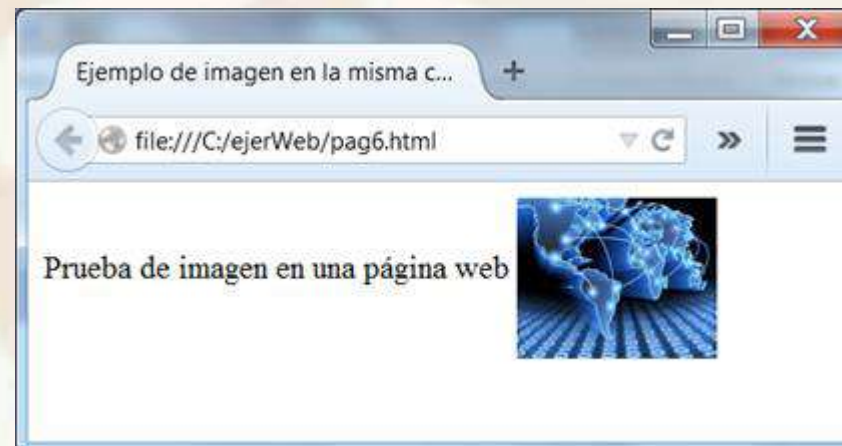 Ejemplo de imagen en la misma c...
file:///C:/ejerWeb/pag6.html
Prueba de imagen en una página web